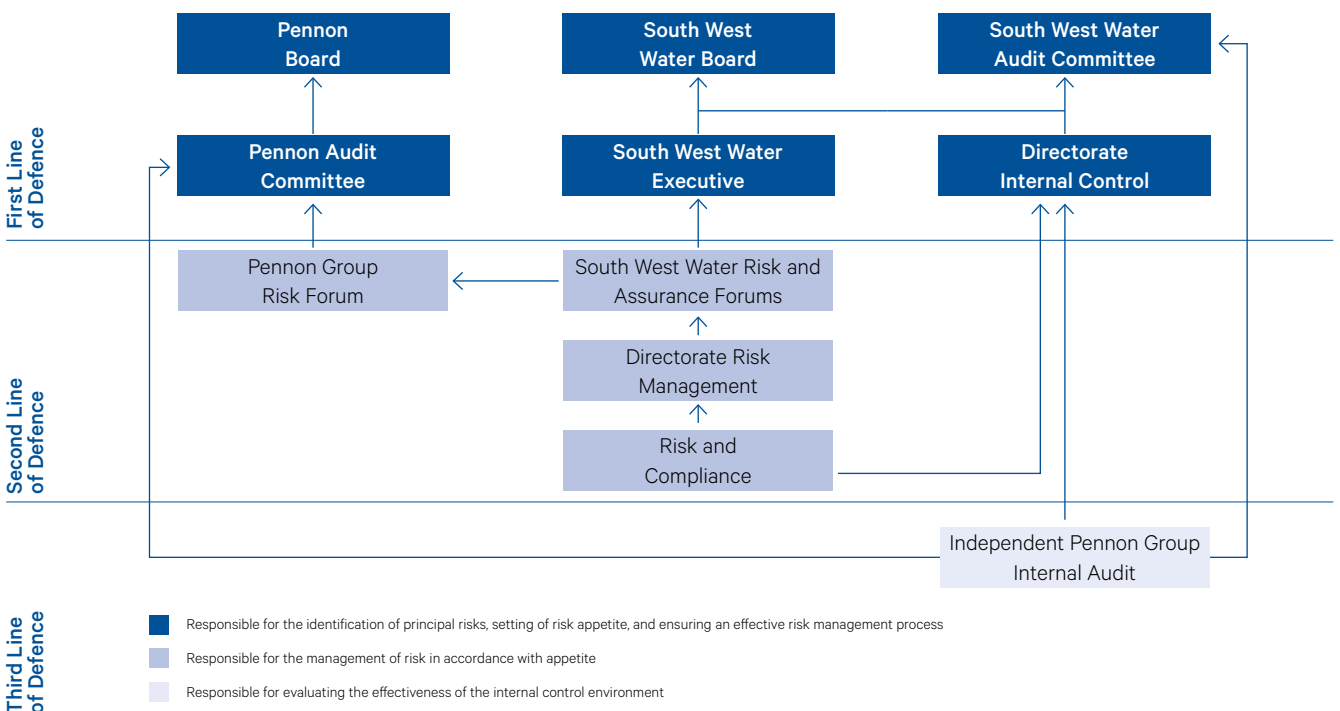 Pennon
Board
South West
Water Board
South West Water
Audit Committee
First Line
of Defence
Pennon Audit
Committee
South West Water
Executive
Directorate
Internal Control
Second Line
of Defence
Pennon Group
Risk Forum
South West Water Risk and
Assurance Forums
Directorate Risk
Management
Risk and
Compliance
Third Line
of Defence
Independent Pennon Group
Internal Audit
Responsible for the identification of principal risks, setting of risk appetite, and ensuring an effective risk management process
Responsible for the management of risk in accordance with appetite
Responsible for evaluating the effectiveness of the internal control environment